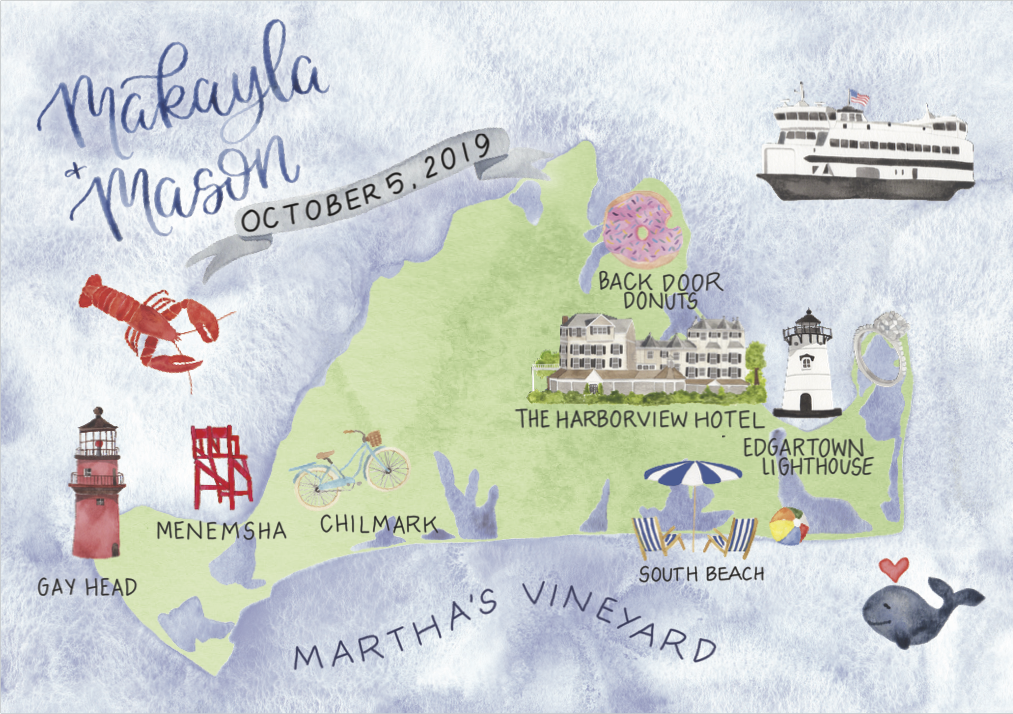 Makayla
+ Mason
OCTOBER 5, 2019
BACK DOOR
DONUTS
THE HARBORVIEW HOTEL
EDGARTOWN
LIGHTHOUSE
MENEMSHA
CHILMARK
SOUTH BEACH
GAY HEAD
MARTHA'S VINEYARD